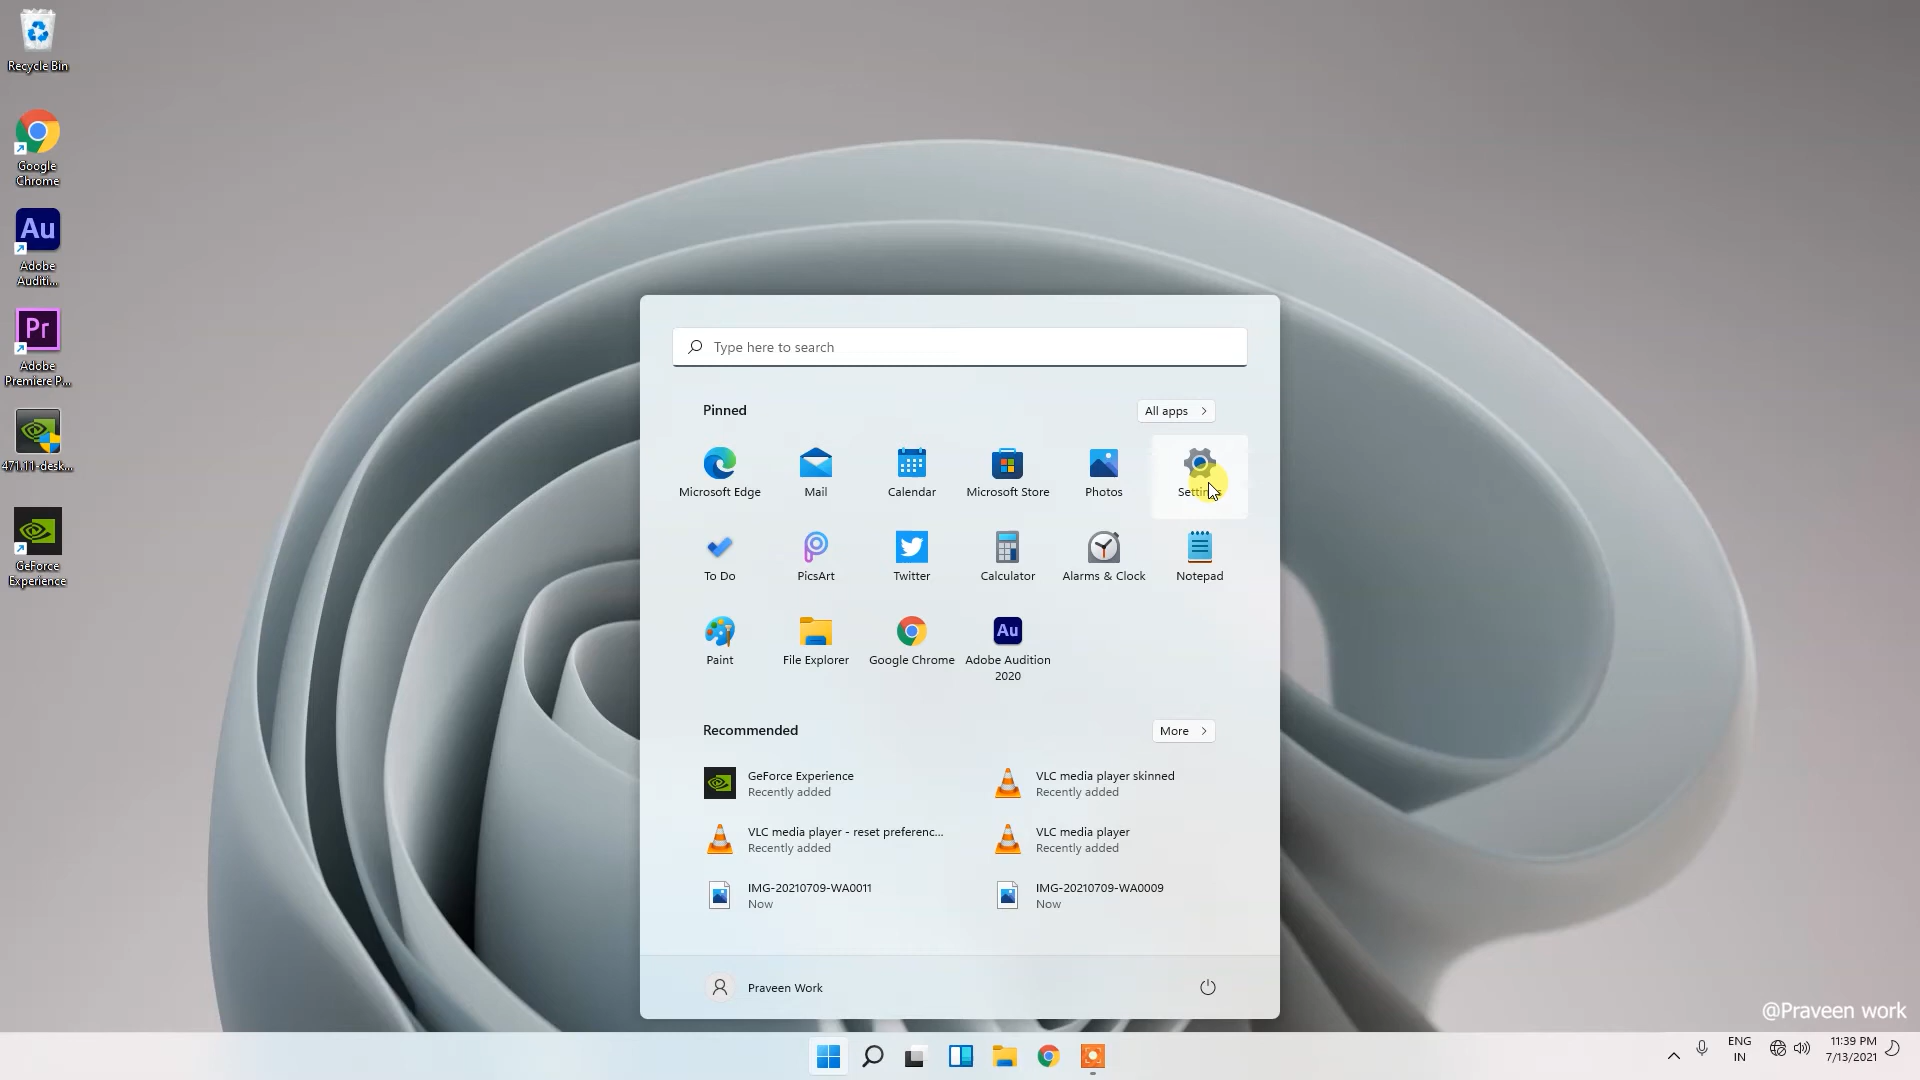 Recycle Bin
Google
Chrome
Au
Adobe
Auditi...
Pr
Adobe
Premiere P...
471.11-desk...
GeForce
Experience
Type here to search
Pinned
All apps
Microsoft Edge
Mail
Calendar
Microsoft Store
Photos
Settings
To Do
PicsArt
Twitter
Calculator
Alarms & Clock
Notepad
Paint
File Explorer
Google Chrome
Au
Adobe Audition
2020
Recommended
More
GeForce Experience
Recently added
VLC media player skinned
Recently added
VLC media player - reset preferenc...
Recently added
VLC media player
Recently added
IMG-20210709-WA0011
Now
IMG-20210709-WA0009
Now
Praveen Work
@Praveen work
ENG
IN
11:39 PM
7/13/2021